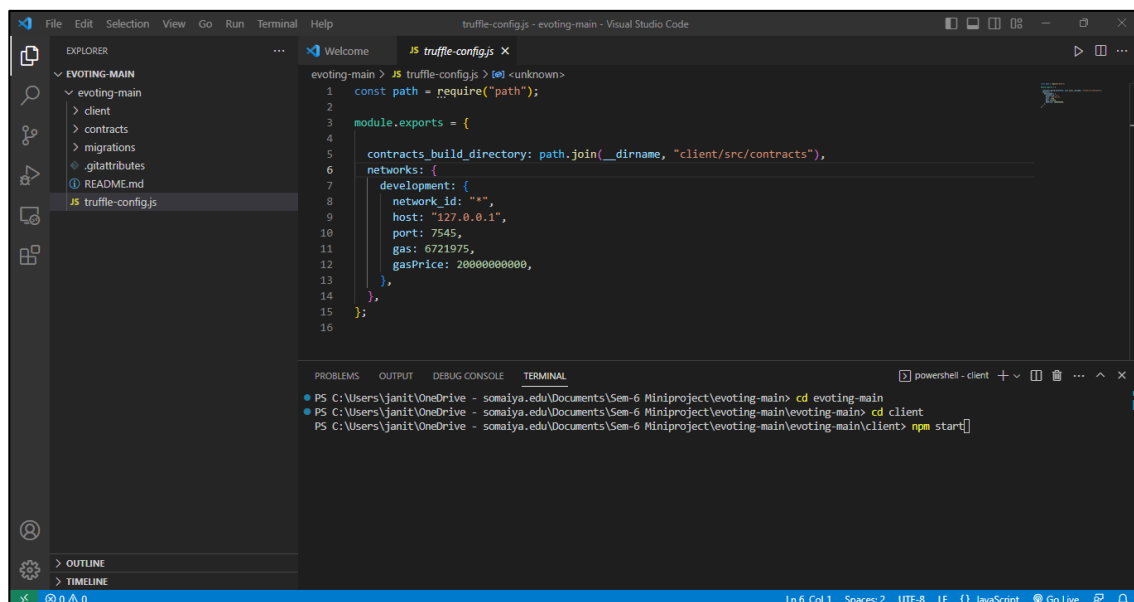 File Edit Selection View Go Run Terminal Help truffle-config.js - evoting-main - Visual Studio Code
EXPLORER
EVOTING-MAIN
evoting-main
client
contracts
migrations
.gitattributes
README.md
JS truffle-config.js
OUTLINE
TIMELINE
Welcome JS truffle-config.js
evoting-main > JS truffle-config.js > <unknown>
1 const path = require("path");
2
3 module.exports = {
4
5 contracts_build_directory: path.join(__dirname, "client/src/contracts"),
6 networks: {
7 development: {
8 network_id: "*",
9 host: "127.0.0.1",
10 port: 7545,
11 gas: 6721975,
12 gasPrice: 20000000000,
13 },
14 },
15 };
16
PROBLEMS OUTPUT DEBUG CONSOLE TERMINAL powershell - client
PS C:\Users\janit\OneDrive - somaiya.edu\Documents\Sem-6 Miniproject\evoting-main> cd evoting-main
PS C:\Users\janit\OneDrive - somaiya.edu\Documents\Sem-6 Miniproject\evoting-main\evoting-main> cd client
PS C:\Users\janit\OneDrive - somaiya.edu\Documents\Sem-6 Miniproject\evoting-main\evoting-main\client> npm start
0 0 Ln 6, Col 1 Spaces: 2 UTF-8 LF {} JavaScript Go Live